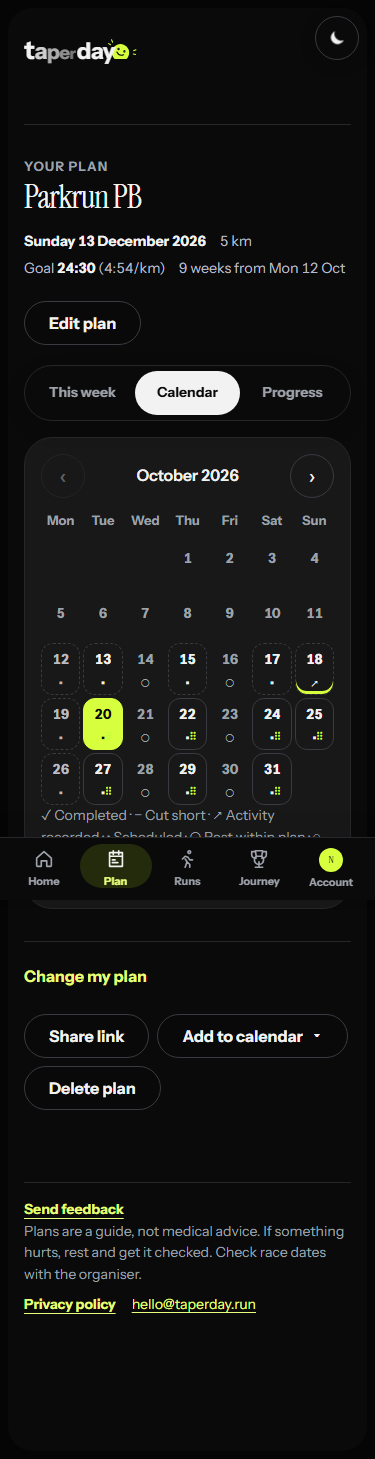 taperday
YOUR PLAN
Parkrun PB
Sunday 13 December 2026 5 km
Goal 24:30 (4:54/km) 9 weeks from Mon 12 Oct
Edit plan
This week Calendar Progress
‹ October 2026 ›
Mon Tue Wed Thu Fri Sat Sun
1 2 3 4
5 6 7 8 9 10 11
12 13 14 15 16 17 18
19 20 21 22 23 24 25
26 27 28 29 30 31
✓ Completed · – Cut short · ↗ Activity
Home Plan Runs Journey N Account
Change my plan
Share link Add to calendar
Delete plan
Send feedback
Plans are a guide, not medical advice. If something
hurts, rest and get it checked. Check race dates
with the organiser.
Privacy policy hello@taperday.run